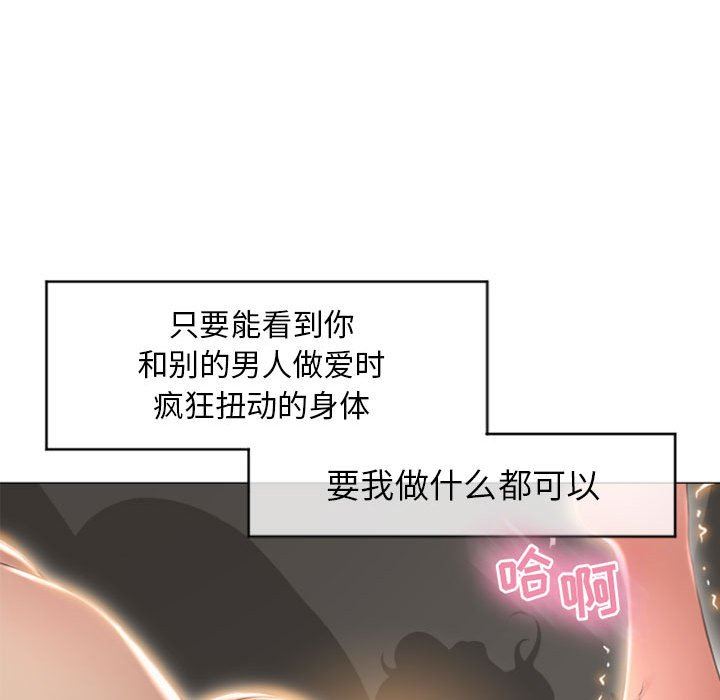 只要能看到你
和别的男人做爱时
疯狂扭动的身体
要我做什么都可以
哈啊